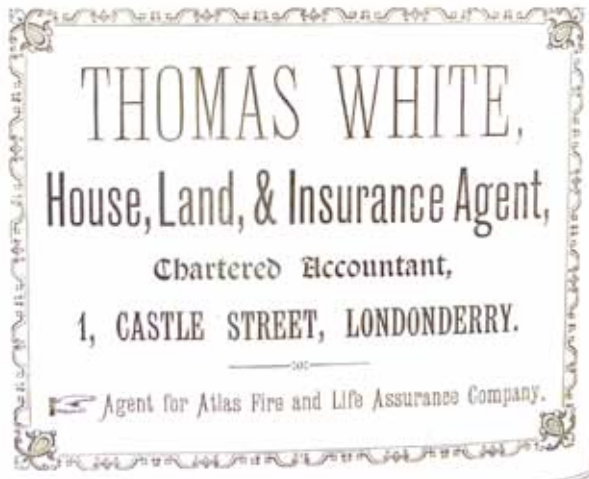 THOMAS WHITE,
House, Land, & Insurance Agent,
Chartered Accountant,
1, CASTLE STREET, LONDONDERRY.
Agent for Atlas Fire and Life Assurance Company.